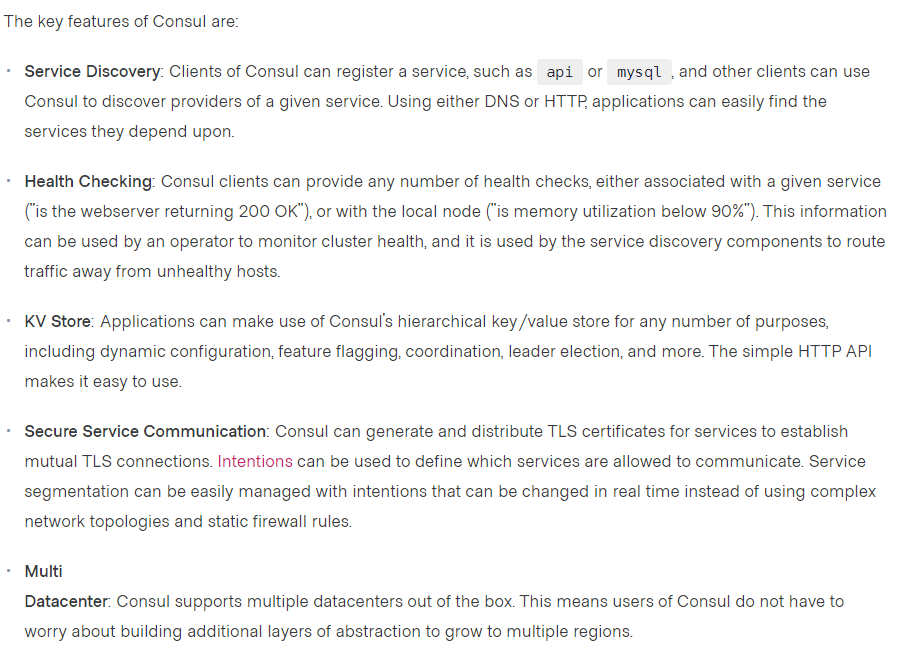 The key features of Consul are:
Service Discovery: Clients of Consul can register a service, such as api or mysql , and other clients can use
Consul to discover providers of a given service. Using either DNS or HTTP, applications can easily find the
services they depend upon.
Health Checking: Consul clients can provide any number of health checks, either associated with a given service
("is the webserver returning 200 OK"), or with the local node ("is memory utilization below 90%"). This information
can be used by an operator to monitor cluster health, and it is used by the service discovery components to route
traffic away from unhealthy hosts.
KV Store: Applications can make use of Consul's hierarchical key/value store for any number of purposes,
including dynamic configuration, feature flagging, coordination, leader election, and more. The simple HTTP API
makes it easy to use.
Secure Service Communication: Consul can generate and distribute TLS certificates for services to establish
mutual TLS connections. Intentions can be used to define which services are allowed to communicate. Service
segmentation can be easily managed with intentions that can be changed in real time instead of using complex
network topologies and static firewall rules.
Multi
Datacenter: Consul supports multiple datacenters out of the box. This means users of Consul do not have to
worry about building additional layers of abstraction to grow to multiple regions.